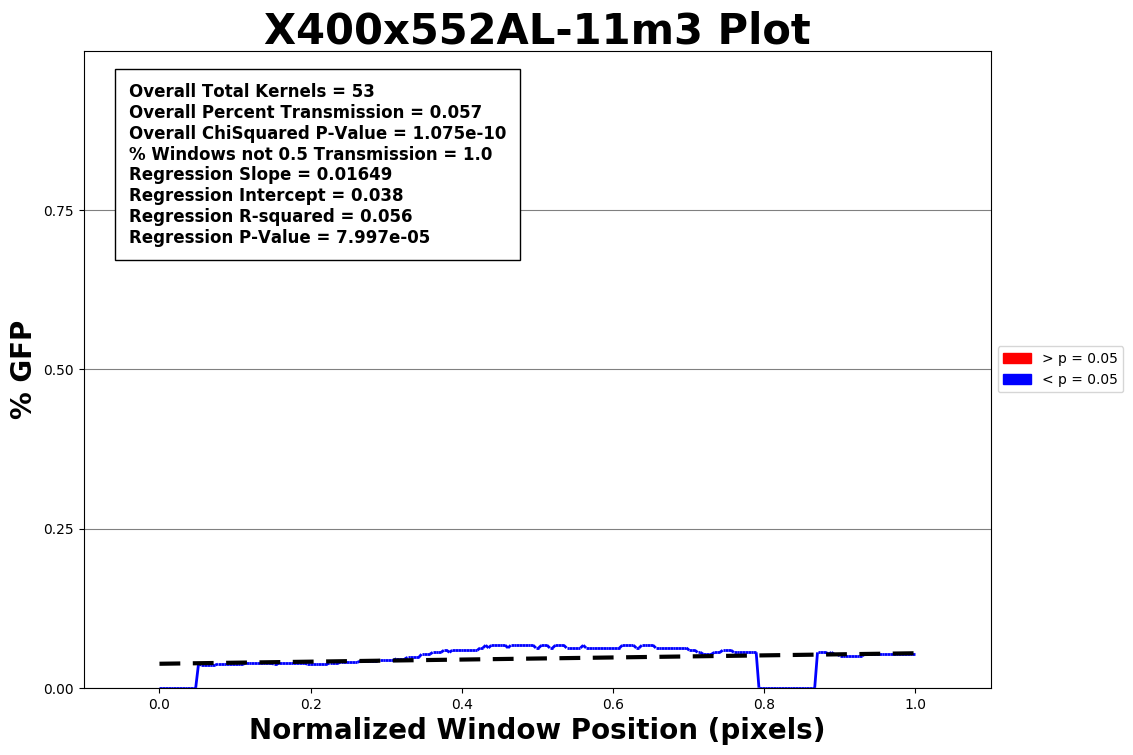 X400x552AL-11m3 Plot
Overall Total Kernels = 53
Overall Percent Transmission = 0.057
Overall ChiSquared P-Value = 1.075e-10
% Windows not 0.5 Transmission = 1.0
Regression Slope = 0.01649
Regression Intercept = 0.038
Regression R-squared = 0.056
Regression P-Value = 7.997e-05
% GFP
0.75
0.50
0.25
0.00
0.0 0.2 0.4 0.6 0.8 1.0
Normalized Window Position (pixels)
> p = 0.05
< p = 0.05